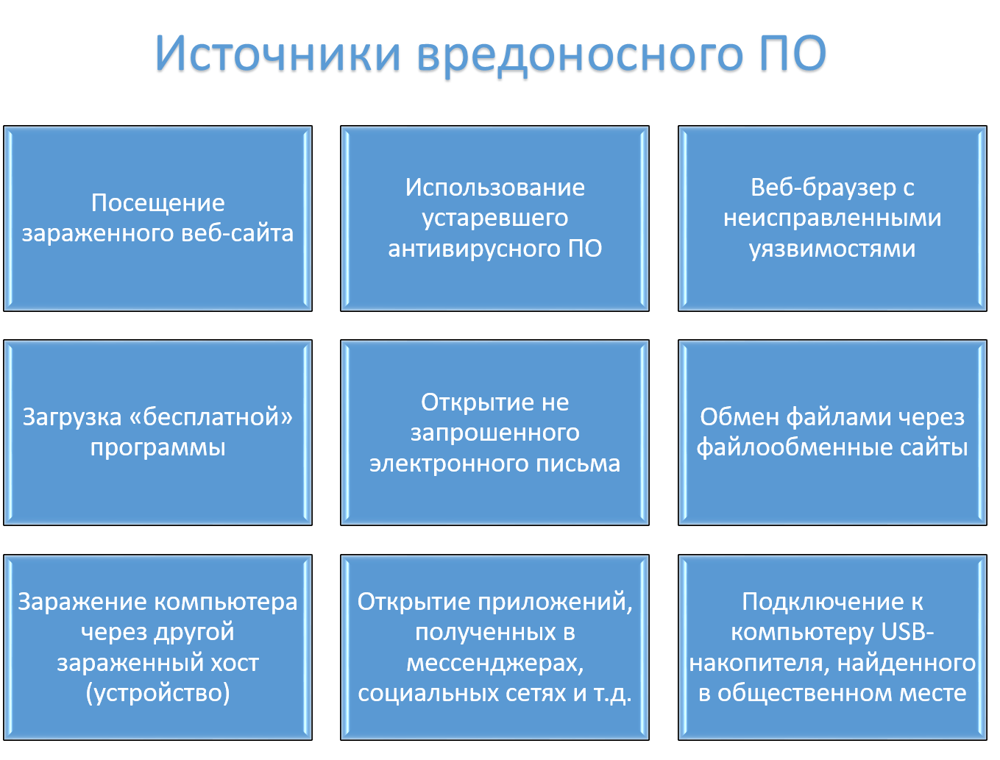 Источники вредоносного ПО
Посещение
зараженного веб-сайта
Использование
устаревшего
антивирусного ПО
Веб-браузер с
неисправленными
уязвимостями
Загрузка «бесплатной»
программы
Открытие не
запрошенного
электронного письма
Обмен файлами через
файлообменные сайты
Заражение компьютера
через другой
зараженный хост
(устройство)
Открытие приложений,
полученных в
мессенджерах,
социальных сетях и т.д.
Подключение к
компьютеру USB-
накопителя, найденного
в общественном месте